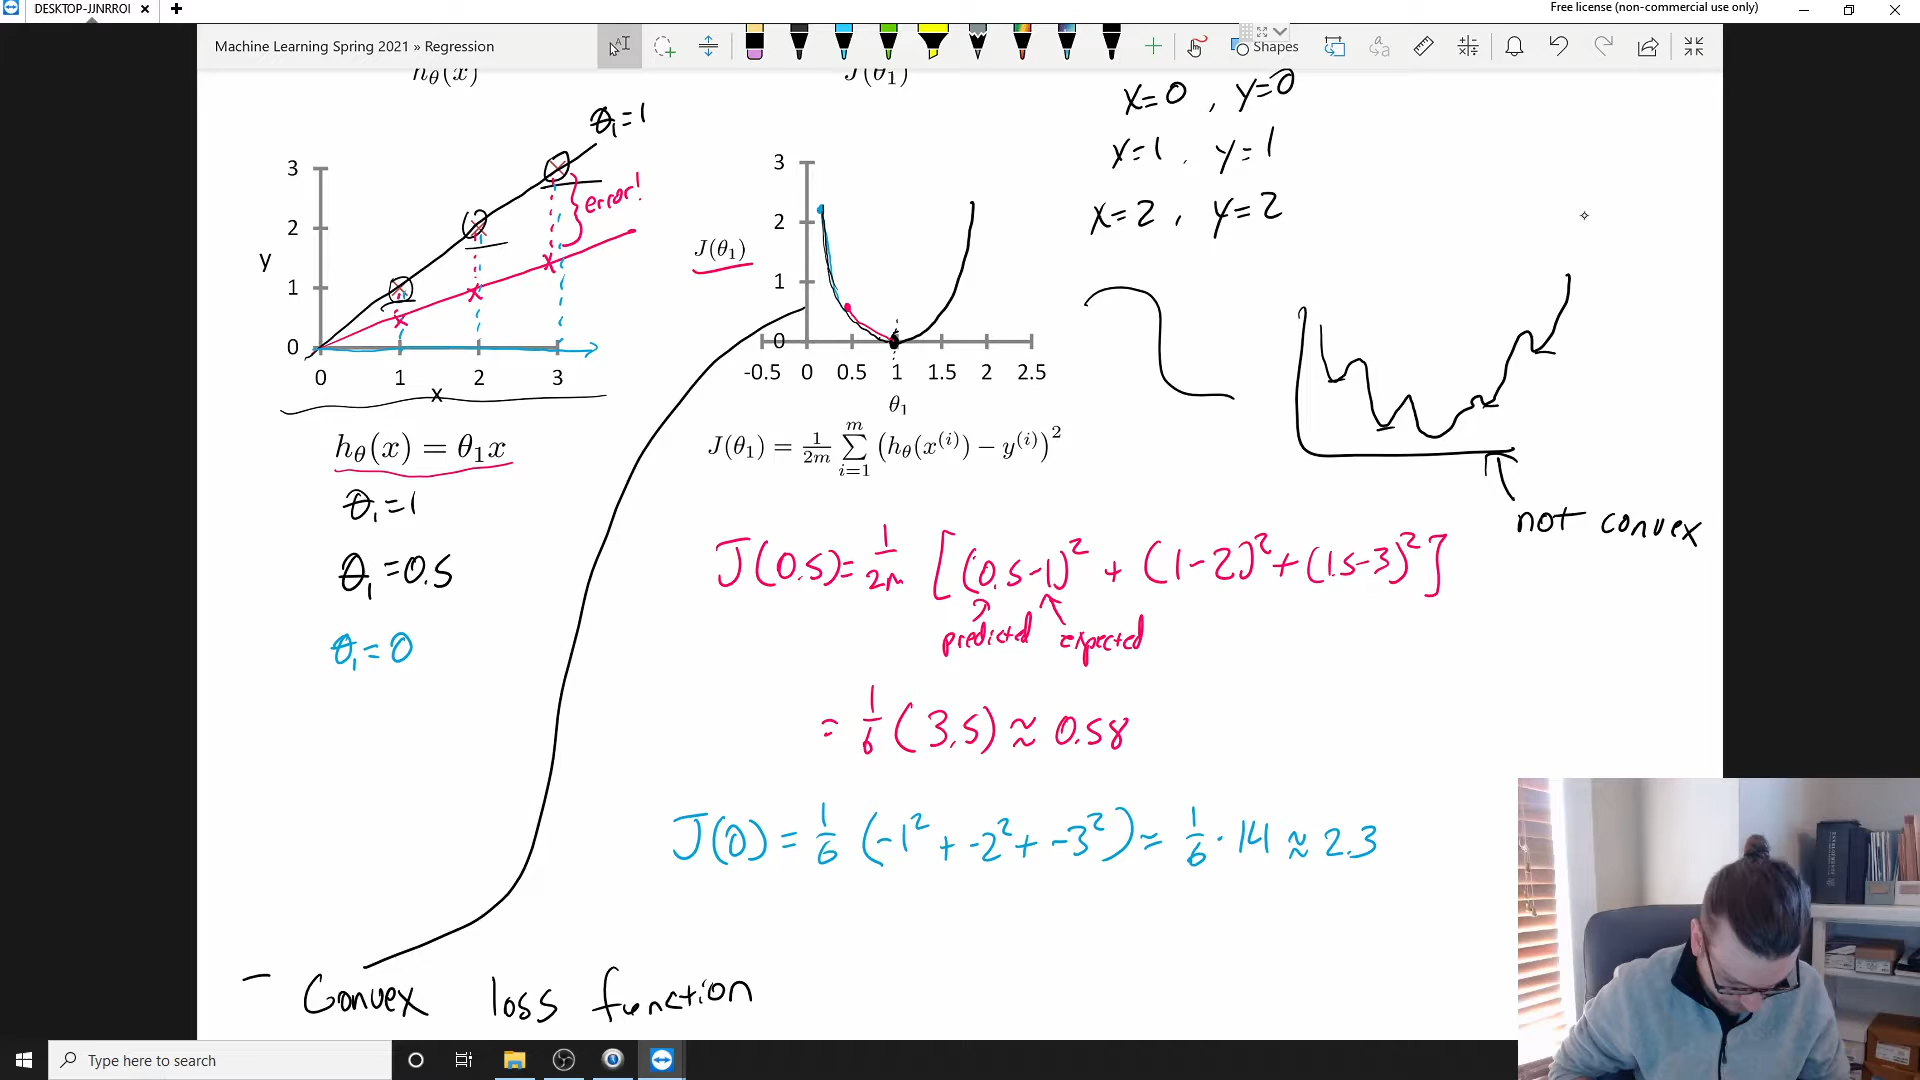 DESKTOP-JJNRROI
Free license (non-commercial use only)
Machine Learning Spring 2021 » Regression
Shapes
hθ(x)
J(θ₁)
θ₁=1
3
2
1
0
y
0 1 2 3
x
error!
hθ(x) = θ₁x
θ₁=1
θ₁=0.5
θ₁=0
3
2
1
0
J(θ₁)
-0.5 0 0.5 1 1.5 2 2.5
θ₁
J(θ₁) = 1/2m ∑ᵢ₌₁ᵐ (hθ(x⁽ⁱ⁾) − y⁽ⁱ⁾)²
x=0 , y=0
x=1 , y=1
x=2 , y=2
not convex
J(0.5)= 1/2m [(0.5-1)² + (1-2)² + (1.5-3)²]
predicted expected
= 1/6 (3.5) ≈ 0.58
J(0) = 1/6 (-1² + -2² + -3²) ≈ 1/6 · 14 ≈ 2.3
- Convex loss function
Type here to search